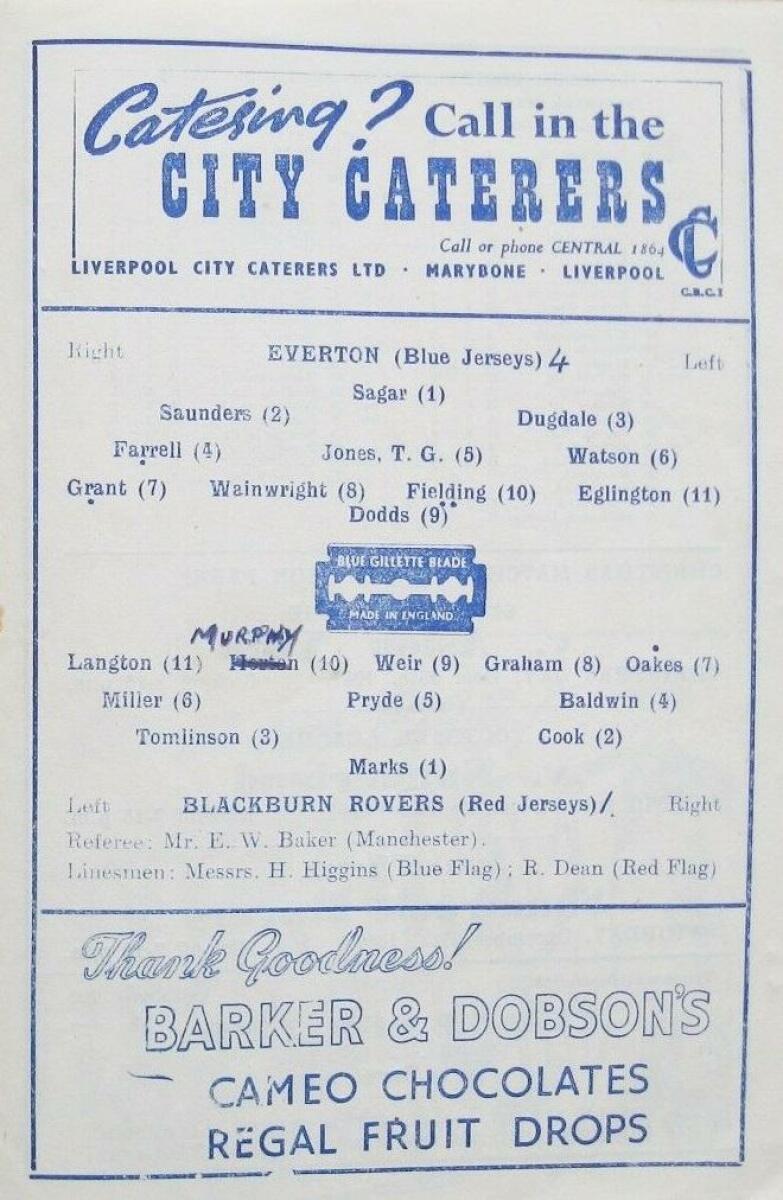 Catering? Call in the
CITY CATERERS
Call or phone CENTRAL 1864
LIVERPOOL CITY CATERERS LTD · MARYBONE · LIVERPOOL
CC
C.B.C.I
Right EVERTON (Blue Jerseys) 4 Left
Sagar (1)
Saunders (2) Dugdale (3)
Farrell (4) Jones, T. G. (5) Watson (6)
Grant (7) Wainwright (8) Fielding (10) Eglington (11)
Dodds (9)
BLUE GILLETTE BLADE
MADE IN ENGLAND
MURPHY
Langton (11) Horton (10) Weir (9) Graham (8) Oakes (7)
Miller (6) Pryde (5) Baldwin (4)
Tomlinson (3) Cook (2)
Marks (1)
Left BLACKBURN ROVERS (Red Jerseys) 1 Right
Referee: Mr. E. W. Baker (Manchester).
Linesmen: Messrs. H. Higgins (Blue Flag); R. Dean (Red Flag)
Thank Goodness!
BARKER & DOBSON'S
CAMEO CHOCOLATES
REGAL FRUIT DROPS